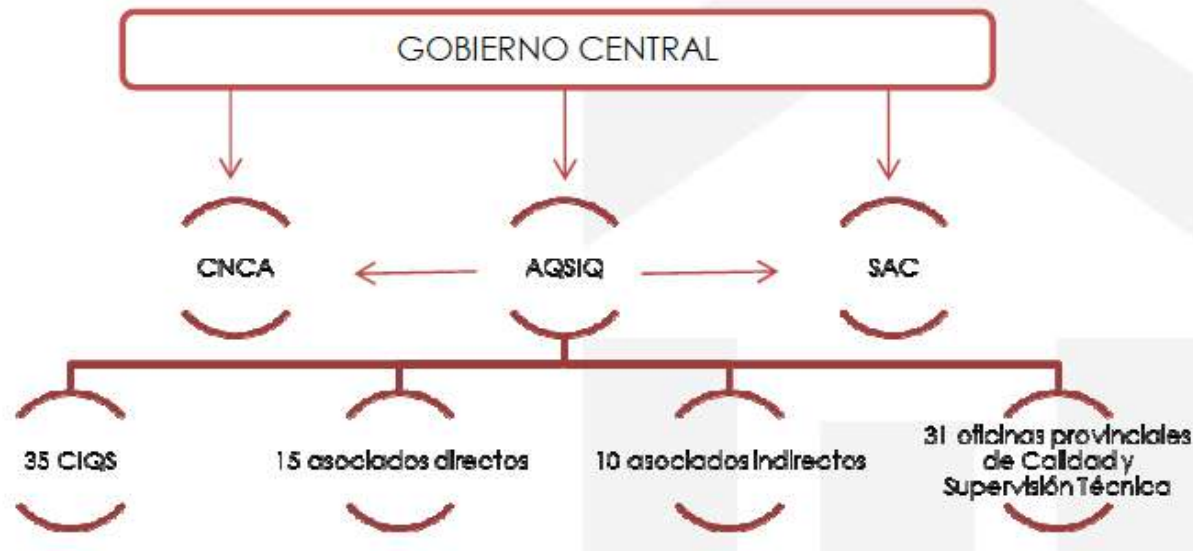 GOBIERNO CENTRAL
CNCA
AQSIQ
SAC
35 CIQS
15 asociados directos
10 asociados indirectos
31 oficinas provinciales
de Calidad y
Supervisión Técnica